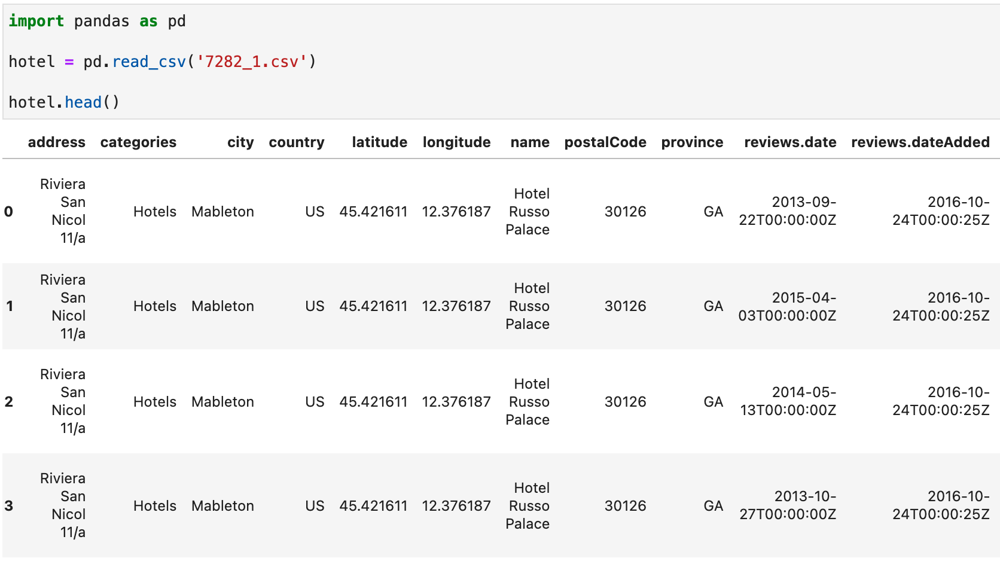 import pandas as pd
hotel = pd.read_csv('7282_1.csv')
hotel.head()
address categories city country latitude longitude name postalCode province reviews.date reviews.dateAdded
0 Riviera San Nicol 11/a Hotels Mableton US 45.421611 12.376187 Hotel Russo Palace 30126 GA 2013-09-22T00:00:00Z 2016-10-24T00:00:25Z
1 Riviera San Nicol 11/a Hotels Mableton US 45.421611 12.376187 Hotel Russo Palace 30126 GA 2015-04-03T00:00:00Z 2016-10-24T00:00:25Z
2 Riviera San Nicol 11/a Hotels Mableton US 45.421611 12.376187 Hotel Russo Palace 30126 GA 2014-05-13T00:00:00Z 2016-10-24T00:00:25Z
3 Riviera San Nicol 11/a Hotels Mableton US 45.421611 12.376187 Hotel Russo Palace 30126 GA 2013-10-27T00:00:00Z 2016-10-24T00:00:25Z